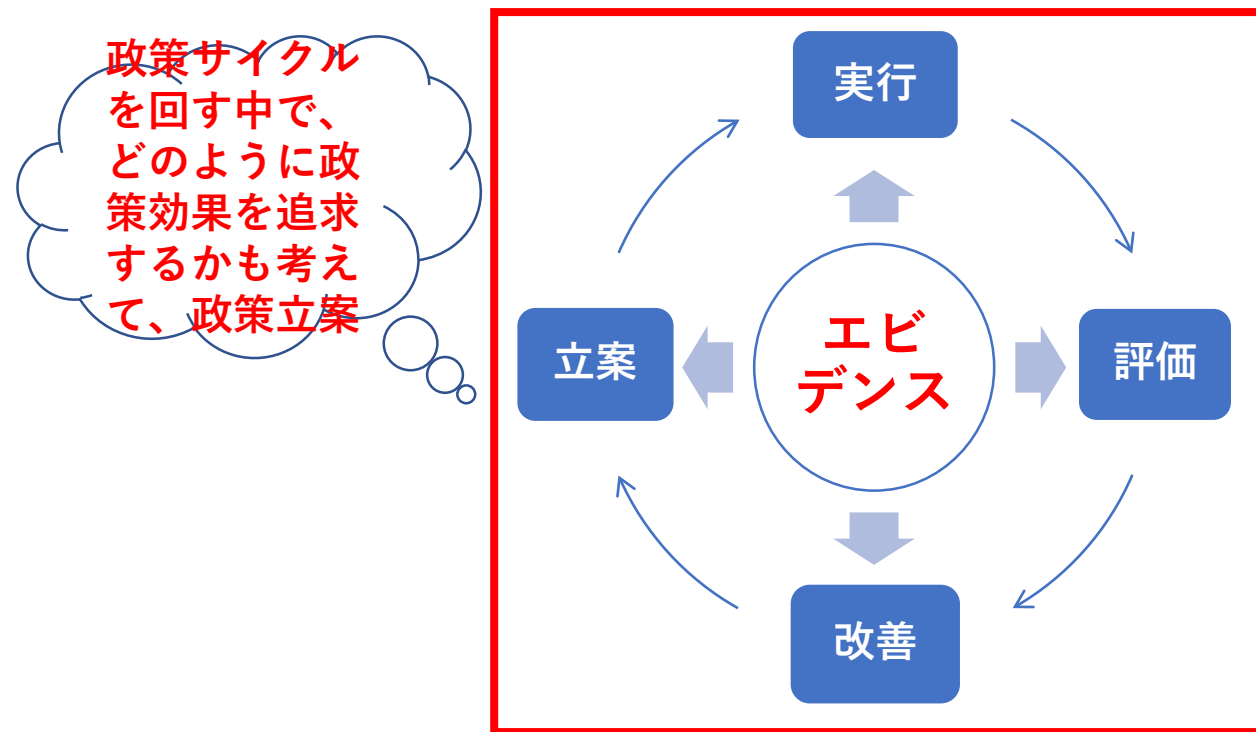 政策サイクル
を回す中で、
どのように政
策効果を追求
するかも考え
て、政策立案
実行
立案
エビ
デンス
評価
改善